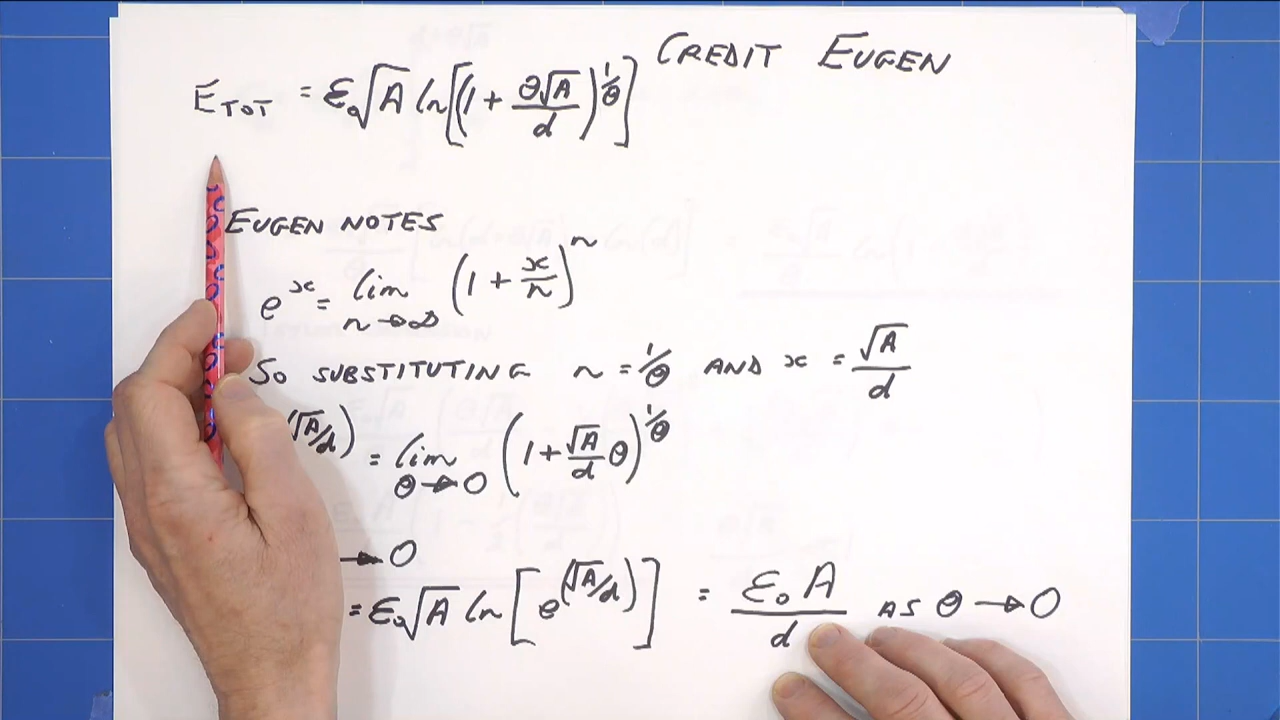 CREDIT EUGEN
E_TOT = ε₀√A ln[(1 + θ√A/d)^(1/θ)]
EUGEN NOTES
e^x = lim n→∞ (1 + x/n)^n
SO SUBSTITUTING n = 1/θ AND x = √A/d
(√A/d) = lim θ→0 (1 + √A/d θ)^(1/θ)
→ 0
= ε₀√A ln[e^(√A/d)] = ε₀A/d AS θ → 0